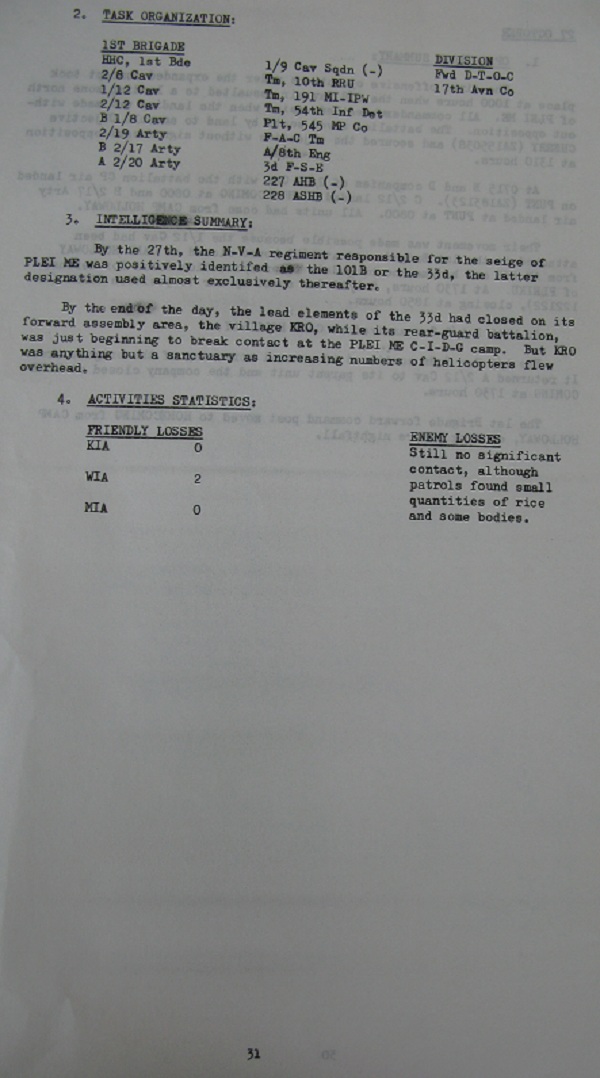 2. TASK ORGANIZATION:
1ST BRIGADE
HHC, 1st Bde
2/8 Cav
1/12 Cav
2/12 Cav
B 1/8 Cav
2/19 Arty
B 2/17 Arty
A 2/20 Arty
1/9 Cav Sqdn (-)
Tm, 10th RRU
Tm, 191 MI-IPW
Tm, 54th Inf Det
Plt, 545 MP Co
F-A-C Tm
A/8th Eng
3d F-S-E
227 AHB (-)
228 ASHB (-)
DIVISION
Fwd D-T-O-C
17th Avn Co
3. INTELLIGENCE SUMMARY:
By the 27th, the N-V-A regiment responsible for the seige of
PLEI ME was positively identifed as the 101B or the 33d, the latter
designation used almost exclusively thereafter.
By the end of the day, the lead elements of the 33d had closed on its
forward assembly area, the village KRO, while its rear-guard battalion,
was just beginning to break contact at the PLEI ME C-I-D-G camp. But KRO
was anything but a sanctuary as increasing numbers of helicopters flew
overhead.
4. ACTIVITIES STATISTICS:
FRIENDLY LOSSES
KIA 0
WIA 2
MIA 0
ENEMY LOSSES
Still no significant
contact, although
patrols found small
quantities of rice
and some bodies.
31